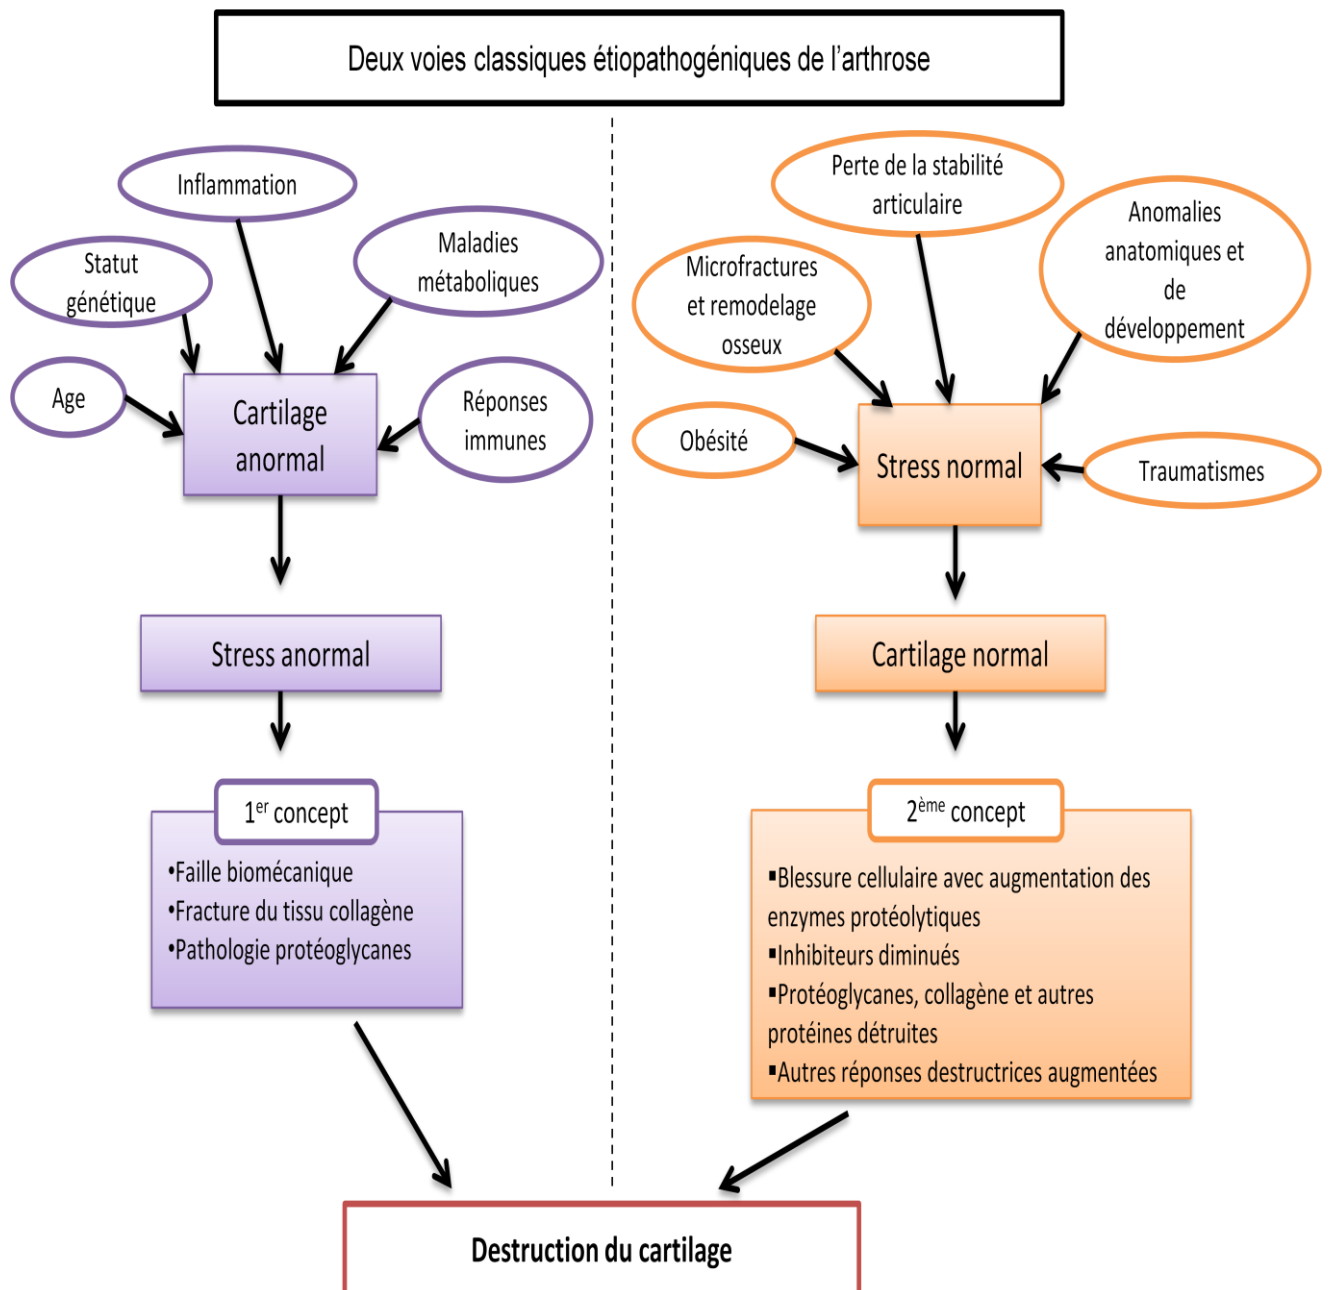 Deux voies classiques étiopathogéniques de l’arthrose
Inflammation
Statut
génétique
Maladies
métaboliques
Age
Cartilage
anormal
Réponses
immunes
Stress anormal
1er concept
•Faille biomécanique
•Fracture du tissu collagène
•Pathologie protéoglycanes
Perte de la stabilité
articulaire
Microfractures
et remodelage
osseux
Anomalies
anatomiques et
de
développement
Obésité
Stress normal
Traumatismes
Cartilage normal
2ème concept
▪Blessure cellulaire avec augmentation des
enzymes protéolytiques
▪Inhibiteurs diminués
▪Protéoglycanes, collagène et autres
protéines détruites
▪Autres réponses destructrices augmentées
Destruction du cartilage